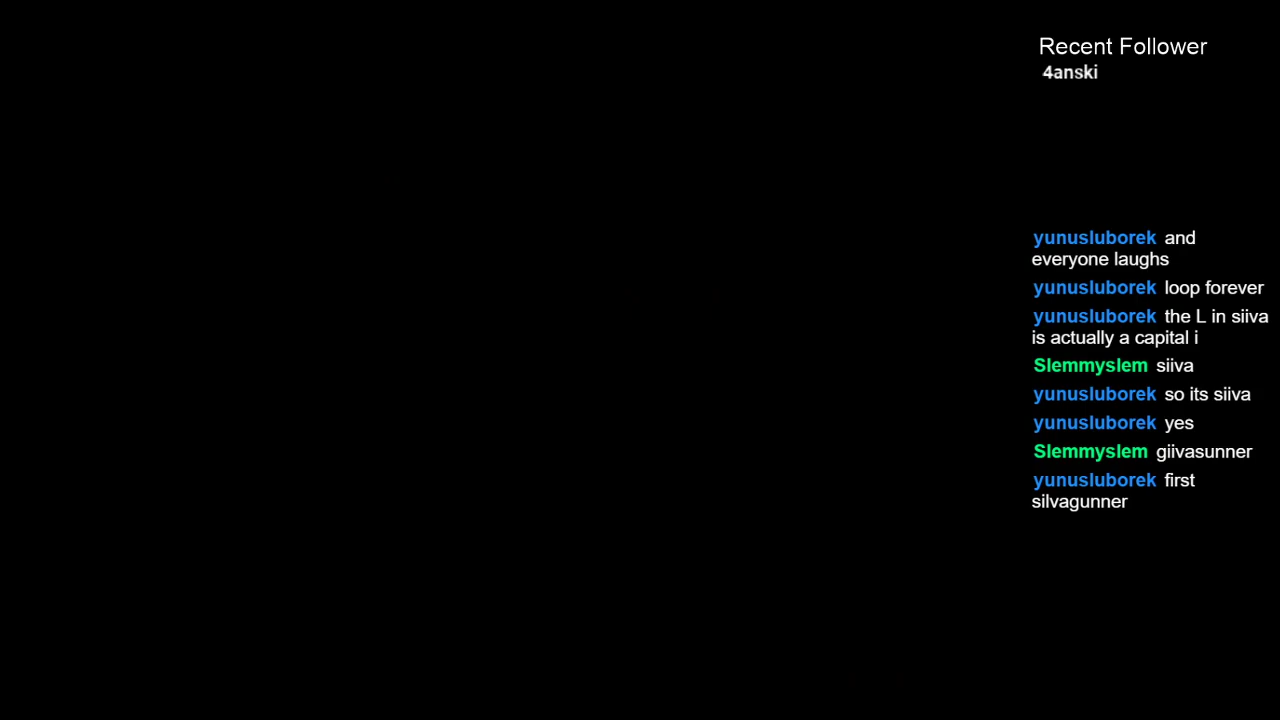 Recent Follower
4anski
yunusluborek and
everyone laughs
yunusluborek loop forever
yunusluborek the L in siiva
is actually a capital i
Slemmyslem siiva
yunusluborek so its siiva
yunusluborek yes
Slemmyslem giivasunner
yunusluborek first
silvagunner